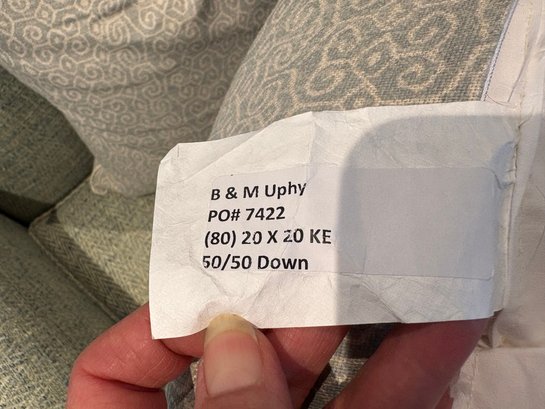 B & M Uphy
PO# 7422
(80) 20 X 20 KE
50/50 Down